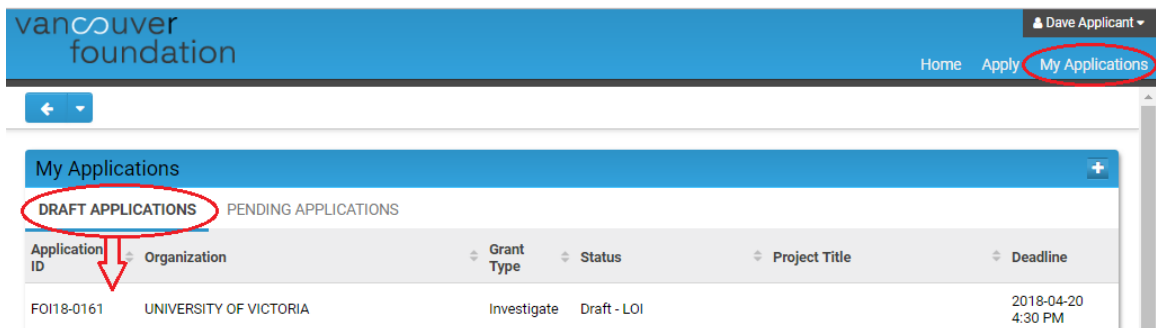 vancouver
foundation
Dave Applicant
Home Apply My Applications
My Applications
DRAFT APPLICATIONS PENDING APPLICATIONS
Application ID Organization Grant Type Status Project Title Deadline
FOI18-0161 UNIVERSITY OF VICTORIA Investigate Draft - LOI 2018-04-20 4:30 PM